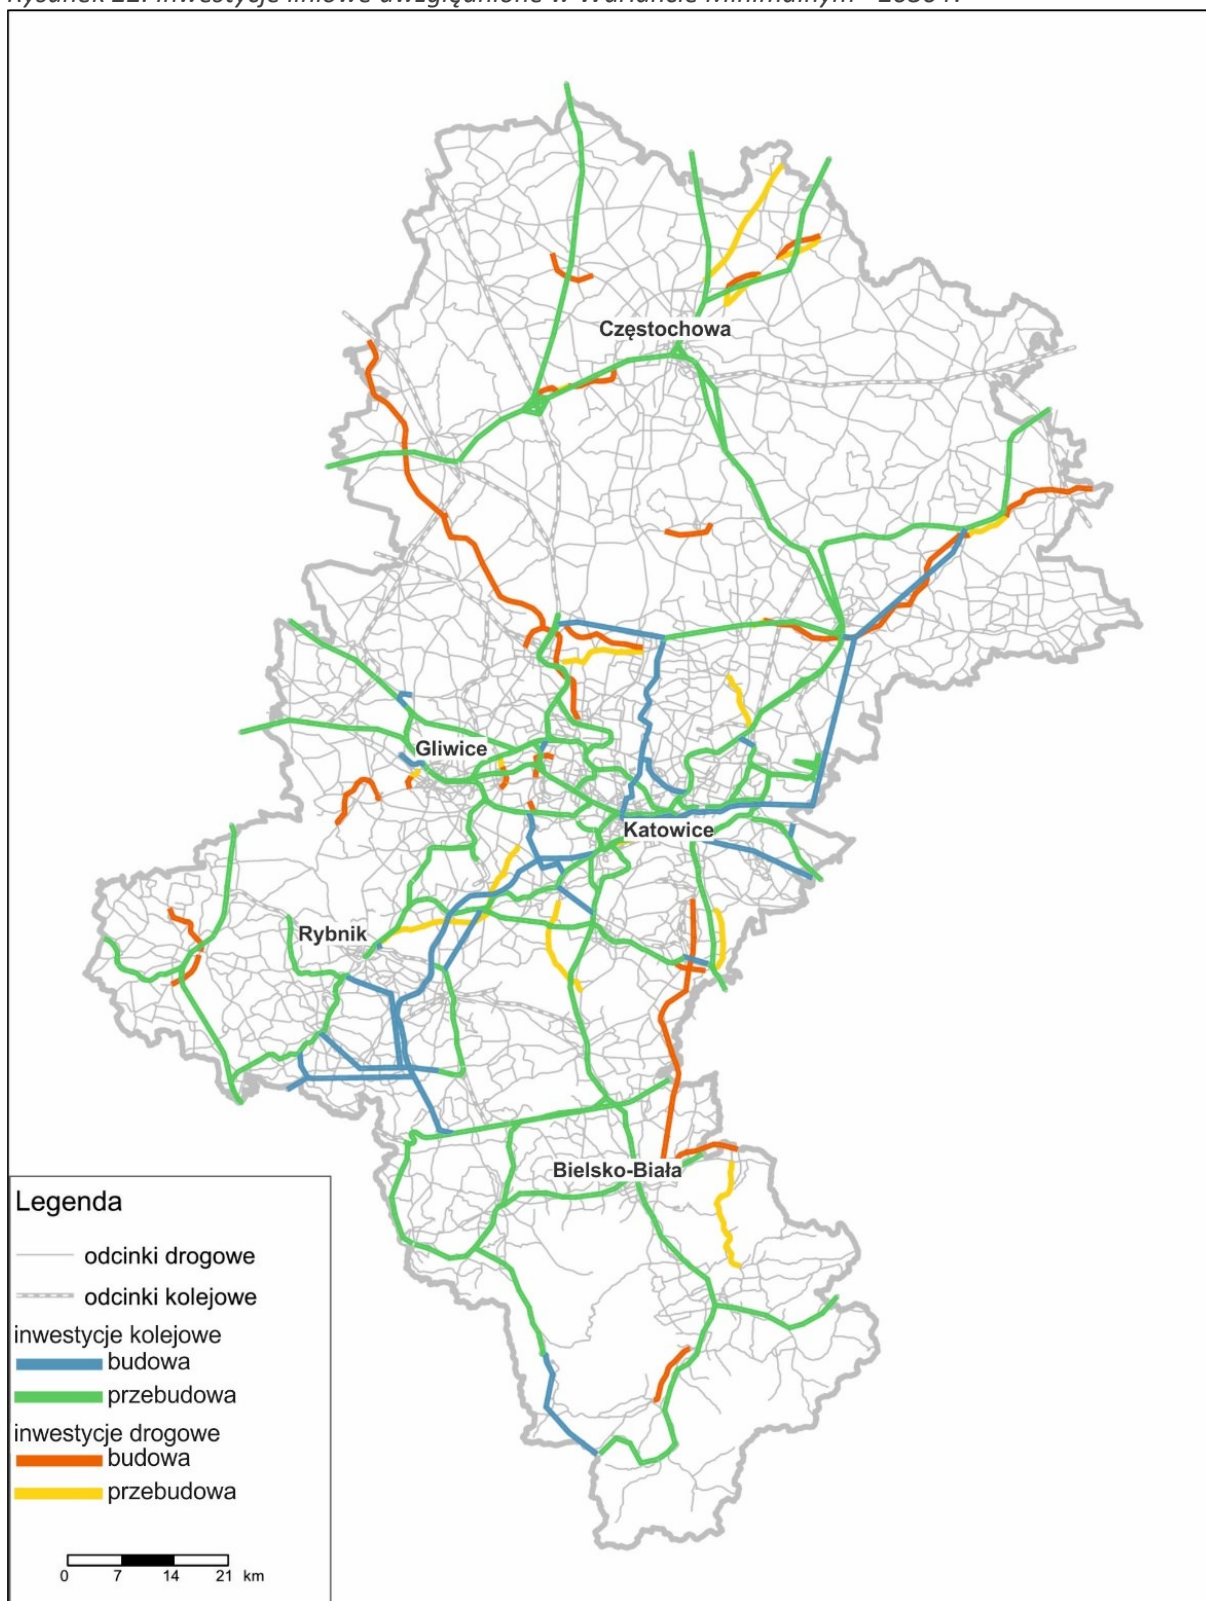 Częstochowa
Gliwice
Katowice
Rybnik
Bielsko-Biała
Legenda
odcinki drogowe
odcinki kolejowe
inwestycje kolejowe
budowa
przebudowa
inwestycje drogowe
budowa
przebudowa
0 7 14 21 km